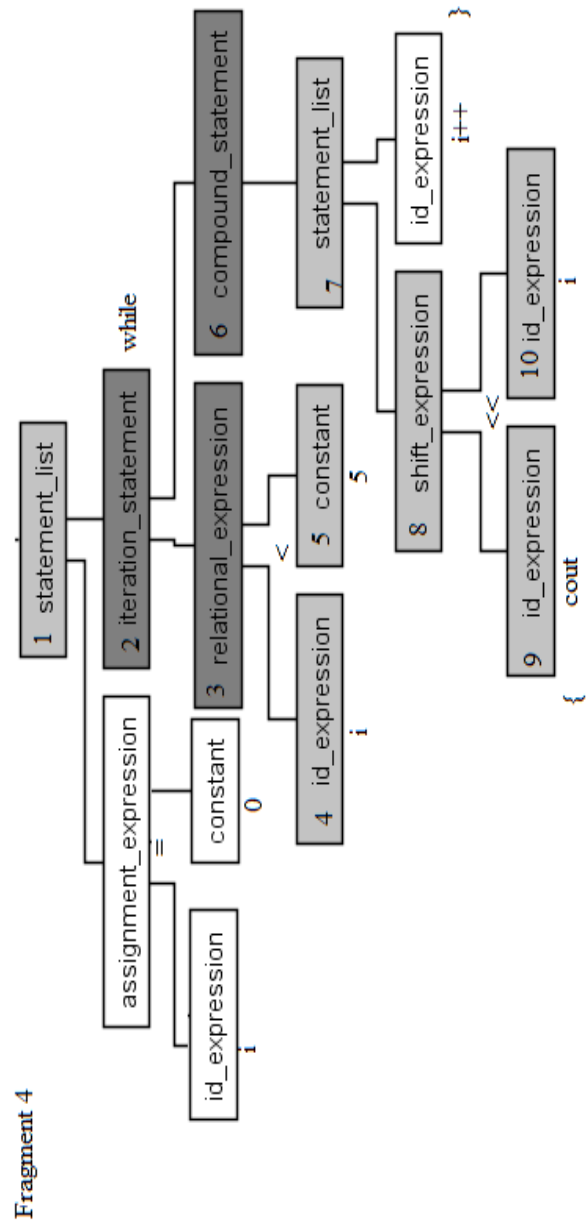 Fragment 4
1 statement_list
assignment_expression
=
2 iteration_statement
while
id_expression
i
constant
0
3 relational_expression
<
6 compound_statement
4 id_expression
i
5 constant
5
7 statement_list
8 shift_expression
<<
id_expression
i++
{
9 id_expression
cout
10 id_expression
i
}